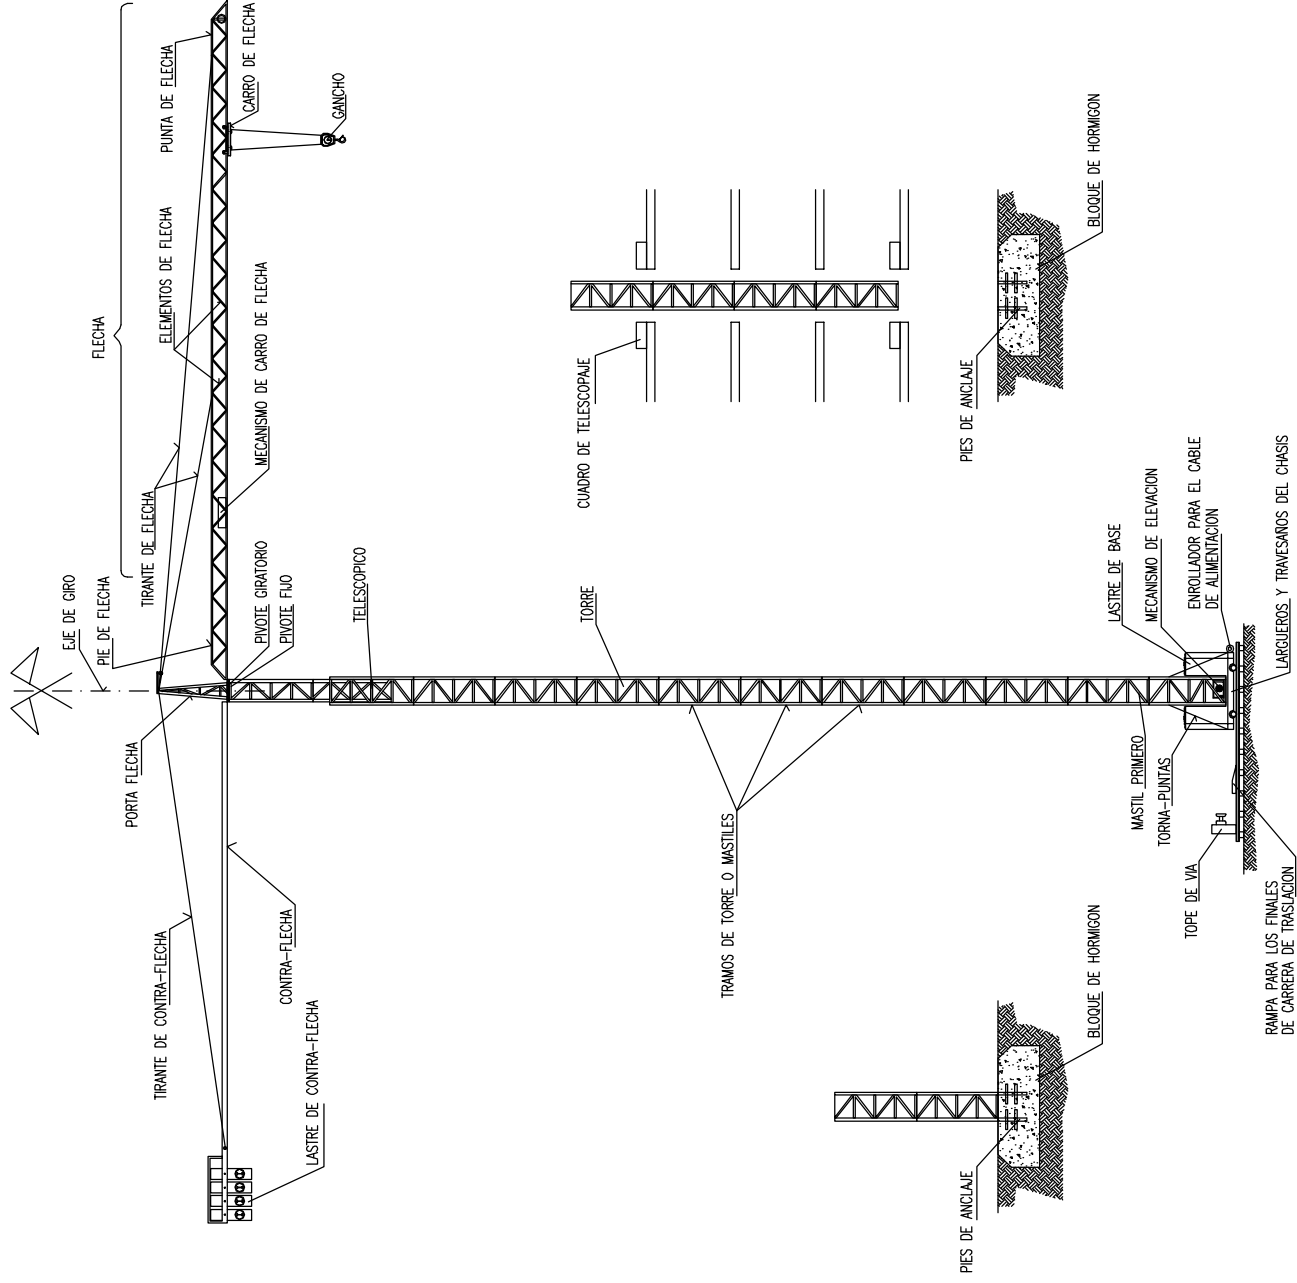 FLECHA
EJE DE GIRO
PIE DE FLECHA
TIRANTE DE FLECHA
ELEMENTOS DE FLECHA
PUNTA DE FLECHA
CARRO DE FLECHA
GANCHO
MECANISMO DE CARRO DE FLECHA
PIVOTE GIRATORIO
PIVOTE FIJO
TELESCOPICO
PORTA FLECHA
TIRANTE DE CONTRA-FLECHA
CONTRA-FLECHA
LASTRE DE CONTRA-FLECHA
CUADRO DE TELESCOPAJE
TORRE
TRAMOS DE TORRE O MASTILES
PIES DE ANCLAJE
BLOQUE DE HORMIGON
LASTRE DE BASE
MECANISMO DE ELEVACION
ENROLLADOR PARA EL CABLE
DE ALIMENTACION
LARGUEROS Y TRAVESAÑOS DEL CHASIS
MASTIL PRIMERO
TORNA-PUNTAS
TOPE DE VIA
RAMPA PARA LOS FINALES
DE CARRERA DE TRASLACION
PIES DE ANCLAJE
BLOQUE DE HORMIGON